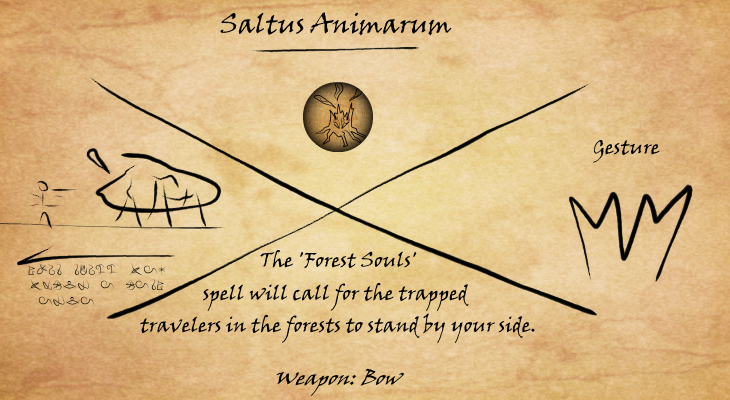 Saltus Animarum
Gesture
The 'Forest Souls'
spell will call for the trapped
travelers in the forests to stand by your side.
Weapon: Bow